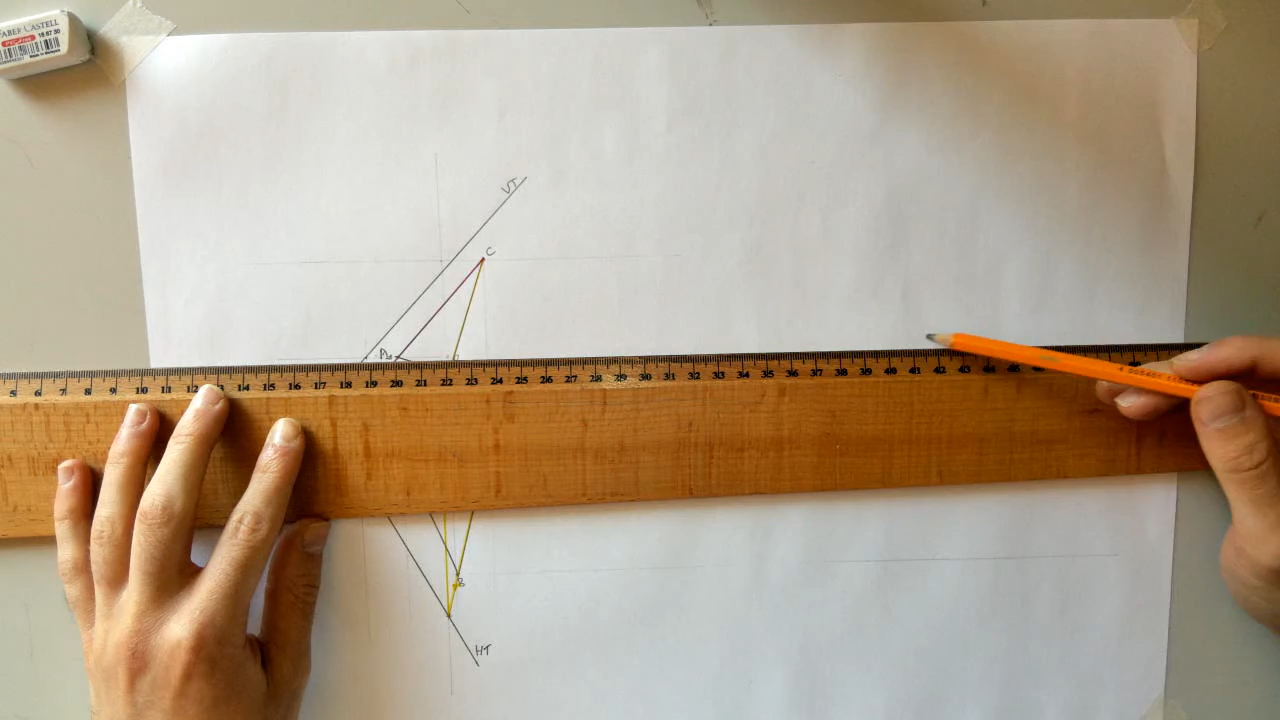 FABER CASTELL
VT
C
A
5 6 7 8 9 10 11 12 13 14 15 16 17 18 19 20 21 22 23 24 25 26 27 28 29 30 31 32 33 34 35 36 37 38 39 40 41 42 43 44 45
B
HT